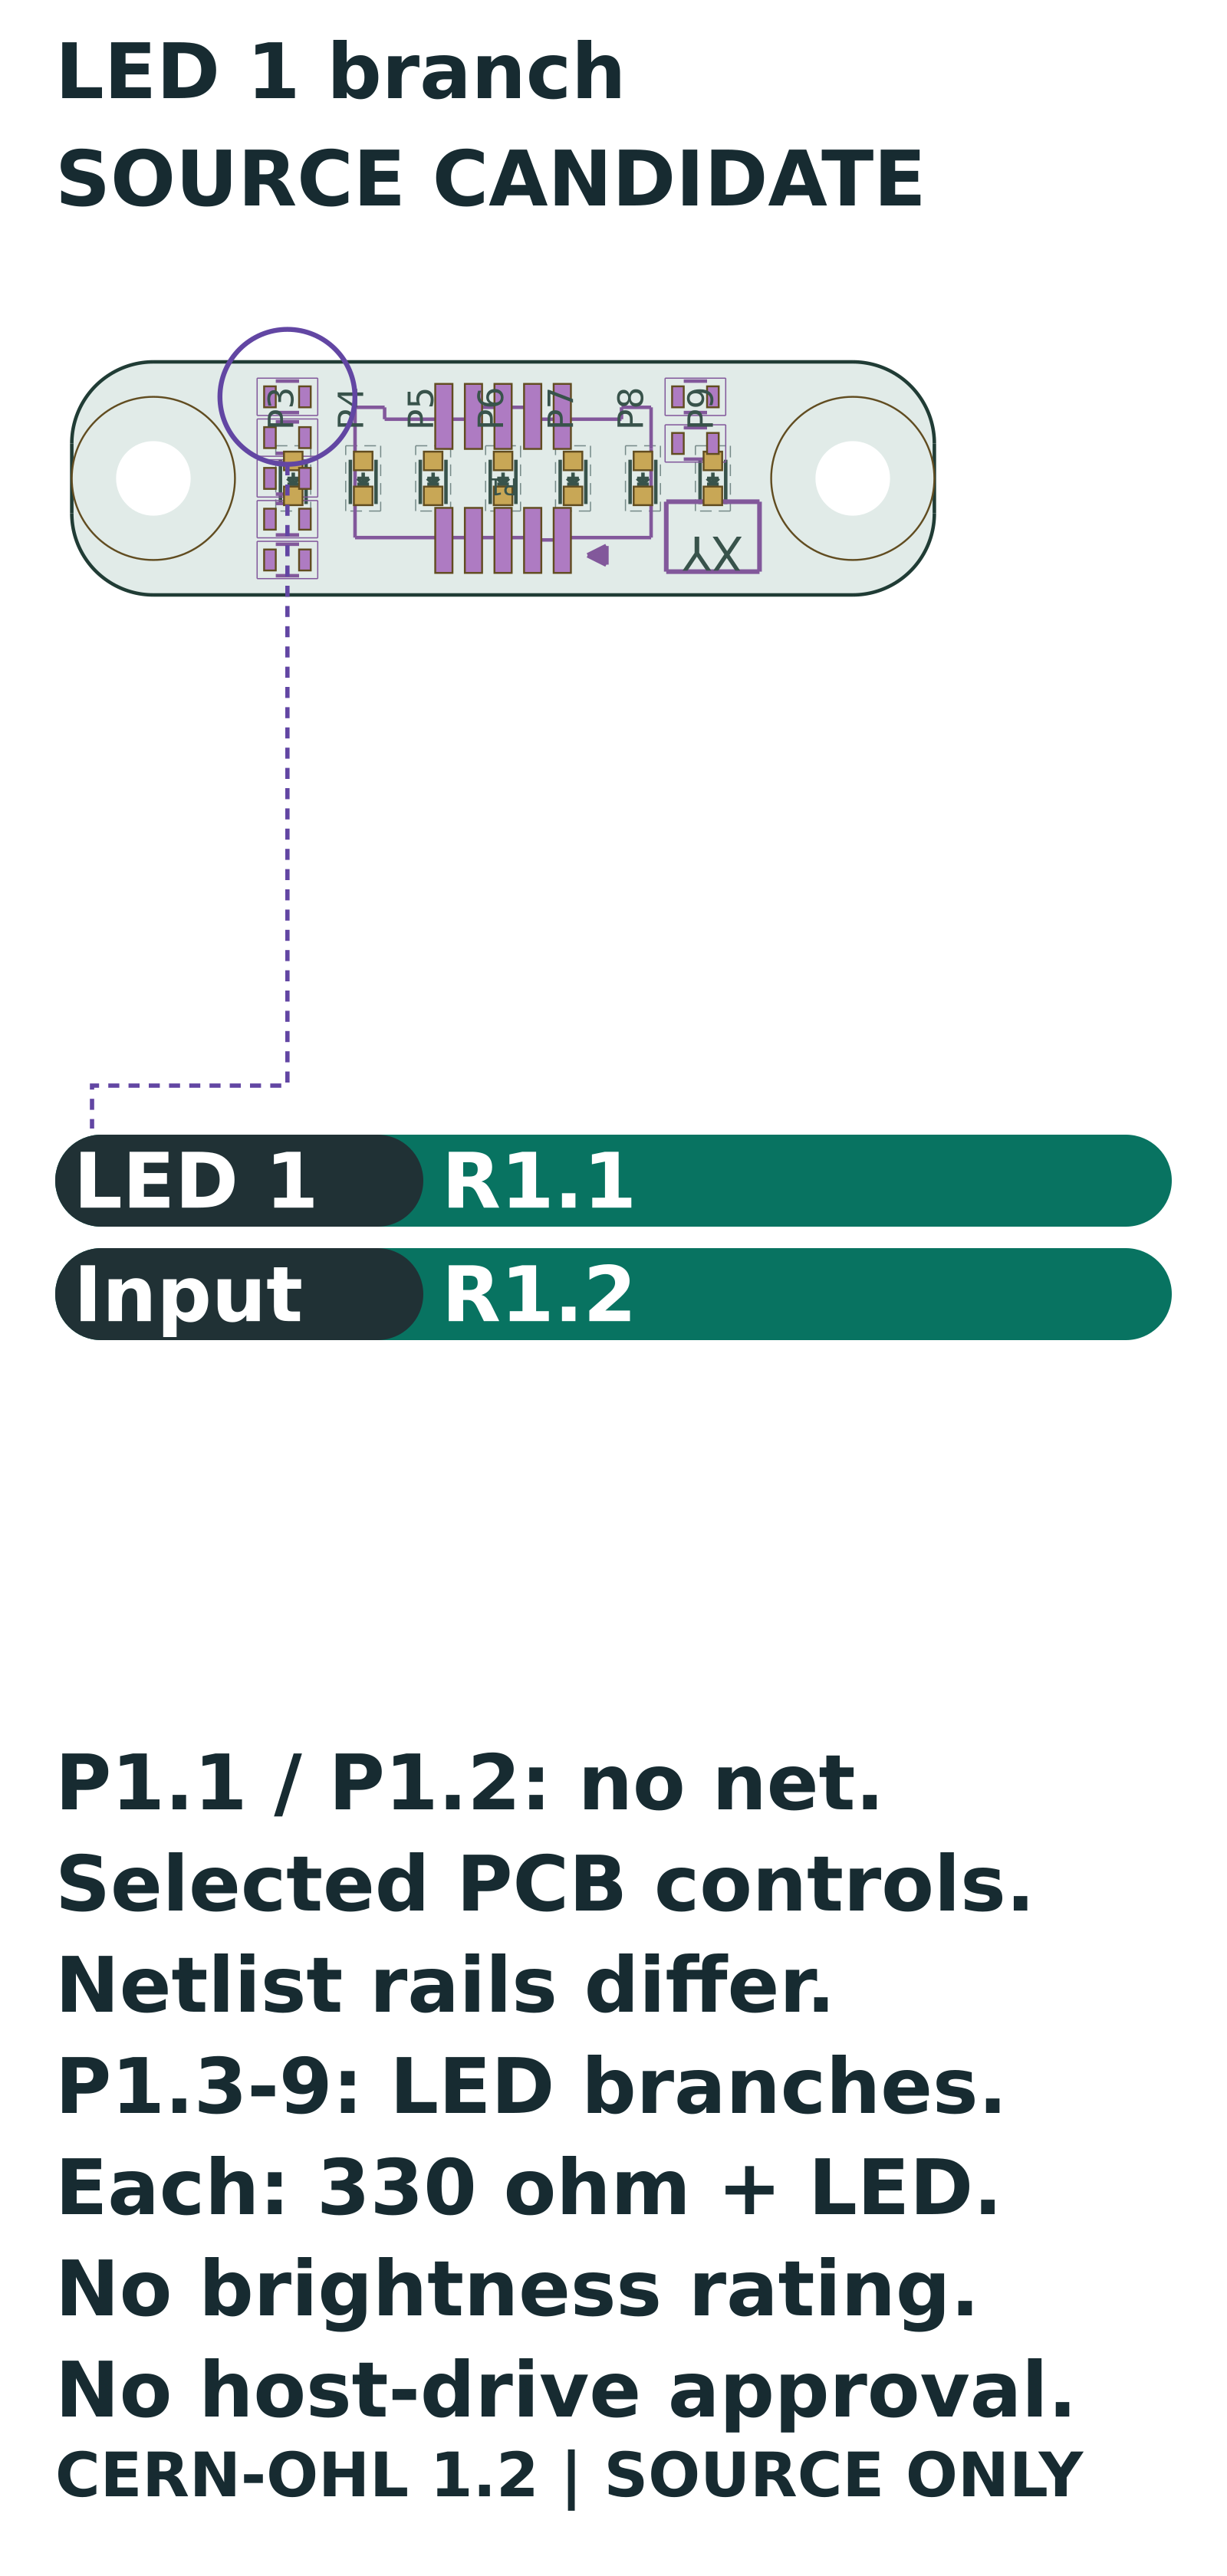 LED 1 branch
SOURCE CANDIDATE
P3 P4 P5 P6 P7 P8 P9
YX
LED 1 R1.1
Input R1.2
P1.1 / P1.2: no net.
Selected PCB controls.
Netlist rails differ.
P1.3-9: LED branches.
Each: 330 ohm + LED.
No brightness rating.
No host-drive approval.
CERN-OHL 1.2 | SOURCE ONLY